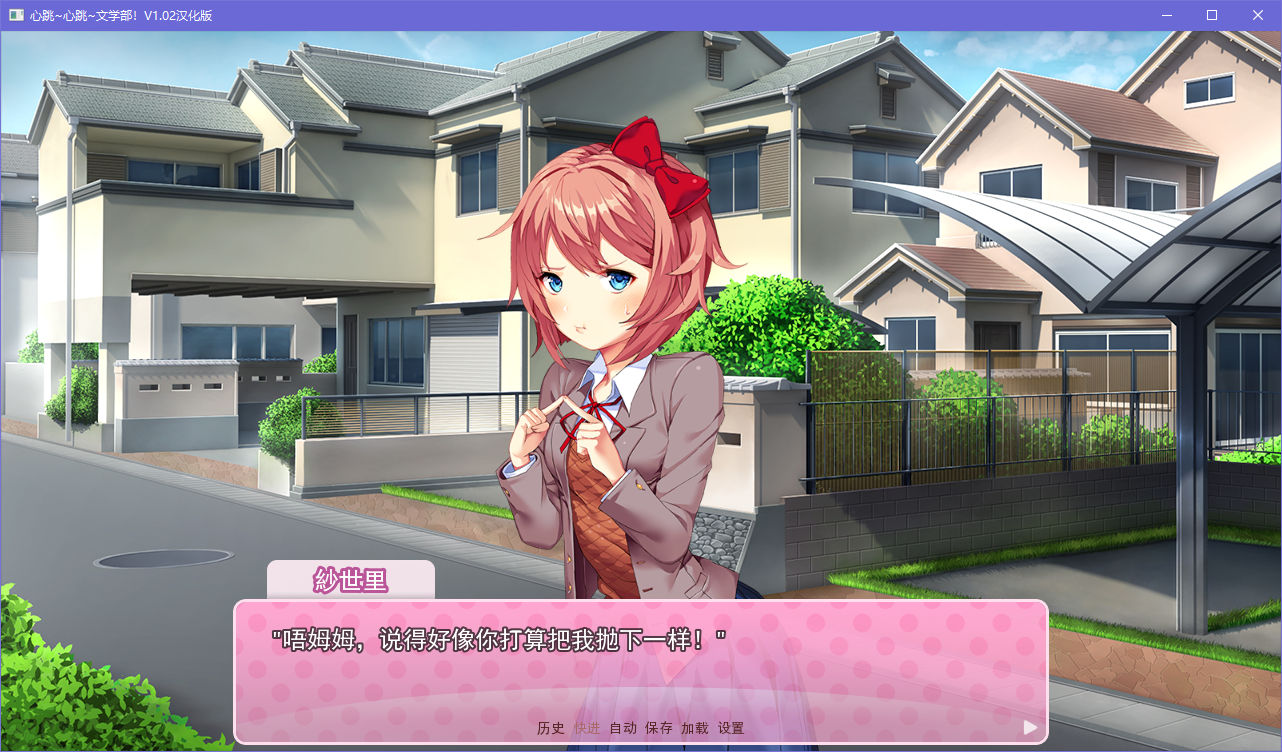 心跳~心跳~文学部！V1.02汉化版
紗世里
"唔姆姆，说得好像你打算把我抛下一样！"
历史 快进 自动 保存 加载 设置